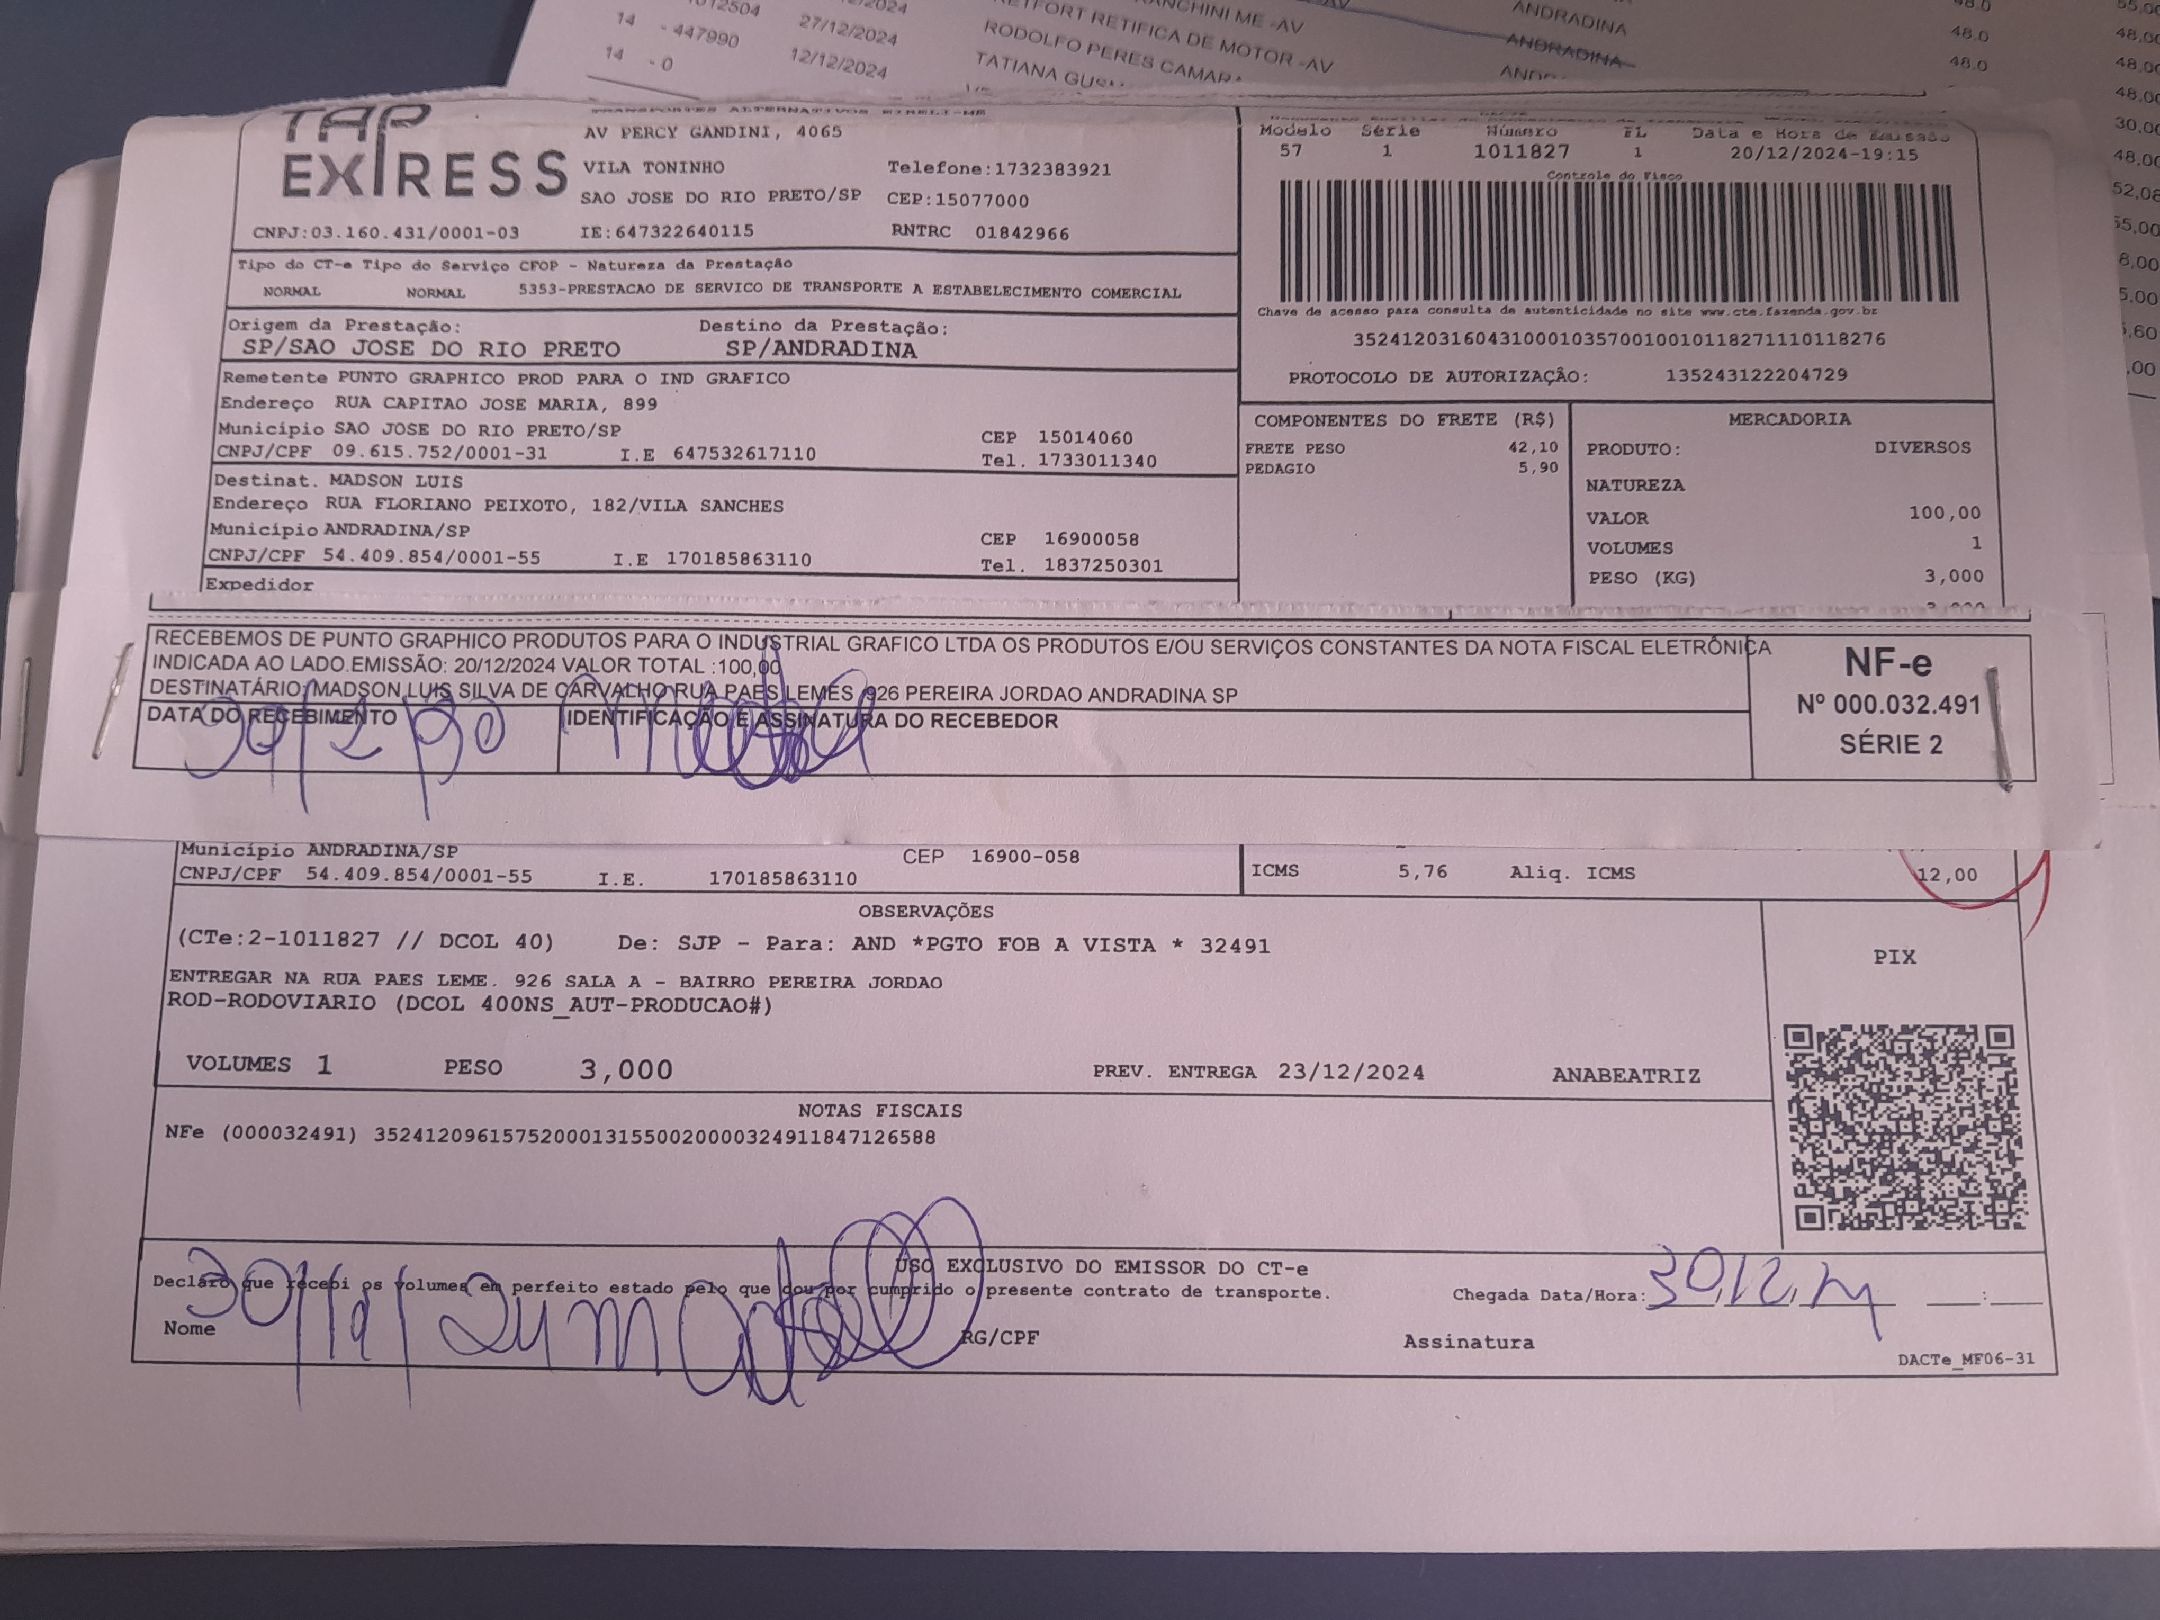 27/12/2024
14 - 447990 27/12/2024 RETIFICA DE MOTOR -AV ANDRADINA 48.0
14 - 0 12/12/2024 RODOLFO PERES CAMARA ANDRADINA 48.0
TATIANA
TAP EXPRESS
AV PERCY GANDINI, 4065
VILA TONINHO Telefone:1732383921
SAO JOSE DO RIO PRETO/SP CEP:15077000
CNPJ:03.160.431/0001-03 IE:647322640115 RNTRC 01842966
Modelo Série Número FL Data e Hora de Emissão
57 1 1011827 1 20/12/2024-19:15
Controle do Fisco
Tipo do CT-e Tipo do Serviço CFOP - Natureza da Prestação
NORMAL NORMAL 5353-PRESTACAO DE SERVICO DE TRANSPORTE A ESTABELECIMENTO COMERCIAL
Chave de acesso para consulta de autenticidade no site www.cte.fazenda.gov.br
35241203160431000103570010010118271110118276
PROTOCOLO DE AUTORIZAÇÃO: 135243122204729
Origem da Prestação: Destino da Prestação:
SP/SAO JOSE DO RIO PRETO SP/ANDRADINA
Remetente PUNTO GRAPHICO PROD PARA O IND GRAFICO
Endereço RUA CAPITAO JOSE MARIA, 899
Município SAO JOSE DO RIO PRETO/SP CEP 15014060
CNPJ/CPF 09.615.752/0001-31 I.E 647532617110 Tel. 1733011340
Destinat. MADSON LUIS
Endereço RUA FLORIANO PEIXOTO, 182/VILA SANCHES
Município ANDRADINA/SP CEP 16900058
CNPJ/CPF 54.409.854/0001-55 I.E 170185863110 Tel. 1837250301
Expedidor
COMPONENTES DO FRETE (R$)
FRETE PESO 42,10
PEDAGIO 5,90
MERCADORIA
PRODUTO: DIVERSOS
NATUREZA
VALOR 100,00
VOLUMES 1
PESO (KG) 3,000
RECEBEMOS DE PUNTO GRAPHICO PRODUTOS PARA O INDUSTRIAL GRAFICO LTDA OS PRODUTOS E/OU SERVIÇOS CONSTANTES DA NOTA FISCAL ELETRÔNICA
INDICADA AO LADO.EMISSÃO: 20/12/2024 VALOR TOTAL :100,00
DESTINATÁRIO: MADSON LUIS SILVA DE CARVALHO RUA PAES LEMES ,926 PEREIRA JORDAO ANDRADINA SP
DATA DO RECEBIMENTO IDENTIFICAÇÃO E ASSINATURA DO RECEBEDOR
NF-e
Nº 000.032.491
SÉRIE 2
Município ANDRADINA/SP CEP 16900-058
CNPJ/CPF 54.409.854/0001-55 I.E. 170185863110
ICMS 5,76 Aliq. ICMS 12,00
OBSERVAÇÕES
(CTe:2-1011827 // DCOL 40) De: SJP - Para: AND *PGTO FOB A VISTA * 32491
ENTREGAR NA RUA PAES LEME. 926 SALA A - BAIRRO PEREIRA JORDAO
ROD-RODOVIARIO (DCOL 400NS_AUT-PRODUCAO#)
PIX
VOLUMES 1 PESO 3,000 PREV. ENTREGA 23/12/2024 ANABEATRIZ
NOTAS FISCAIS
NFe (000032491) 35241209615752000131550020000324911847126588
USO EXCLUSIVO DO EMISSOR DO CT-e
Declaro que recebi os volumes em perfeito estado pelo que dou por cumprido o presente contrato de transporte.
Chegada Data/Hora: 30.12.24 :
Nome RG/CPF Assinatura
DACTe_MF06-31